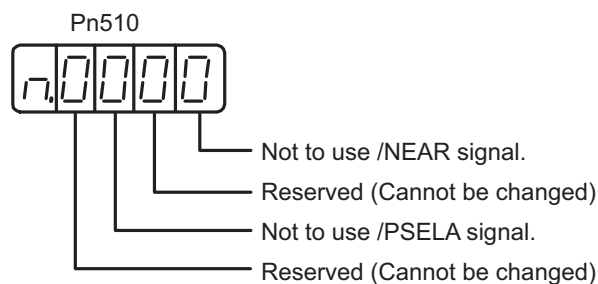 Pn510
n.0000
Not to use /NEAR signal.
Reserved (Cannot be changed)
Not to use /PSELA signal.
Reserved (Cannot be changed)